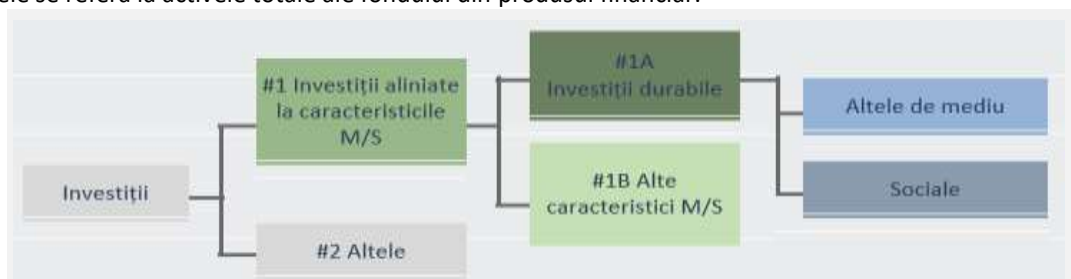 ele se referă la activele totale ale fondului din produsul financiar.
#1 Investiții aliniate
la caracteristicile
M/S
#1A
Investiții durabile
Altele de mediu
Investiții
#1B Alte
caracteristici M/S
Sociale
#2 Altele